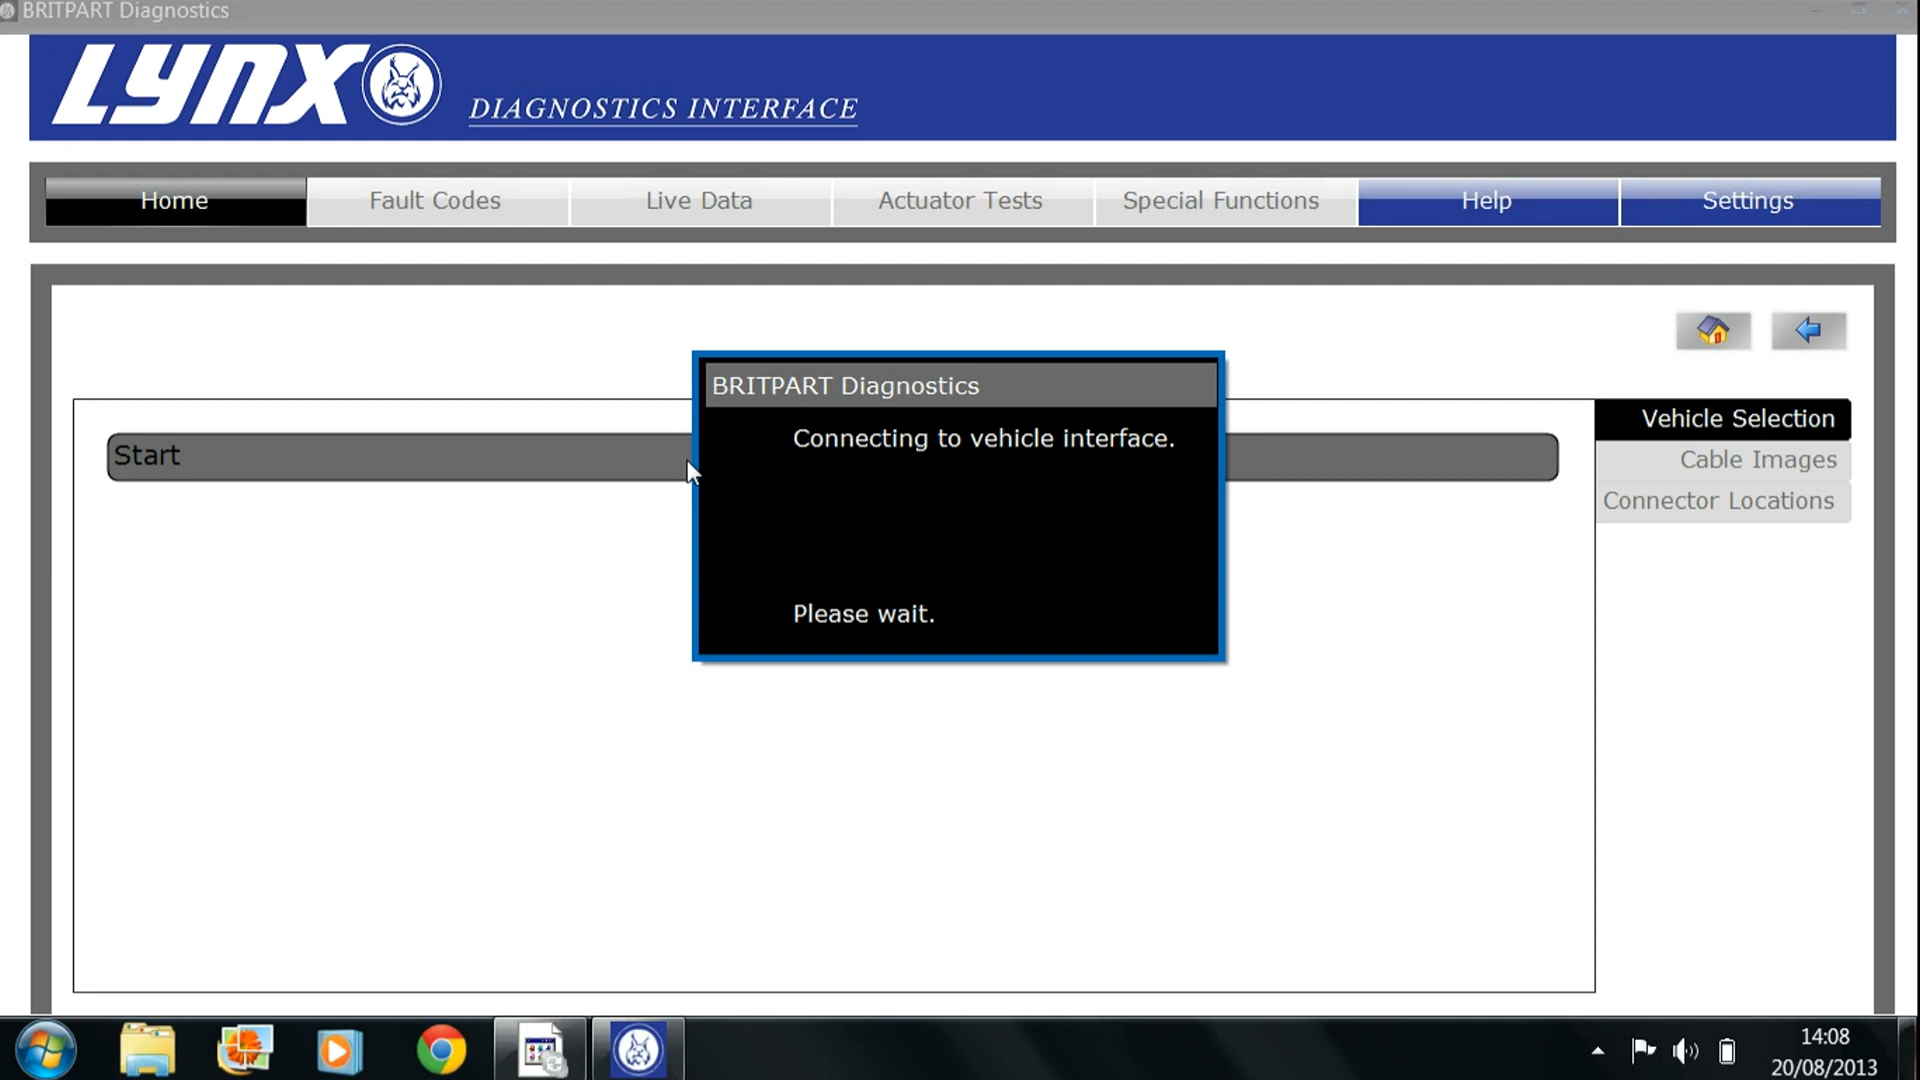 BRITPART Diagnostics
LYNX DIAGNOSTICS INTERFACE
Home Fault Codes Live Data Actuator Tests Special Functions Help Settings
BRITPART Diagnostics
Connecting to vehicle interface.
Please wait.
Start
Vehicle Selection
Cable Images
Connector Locations
14:08
20/08/2013